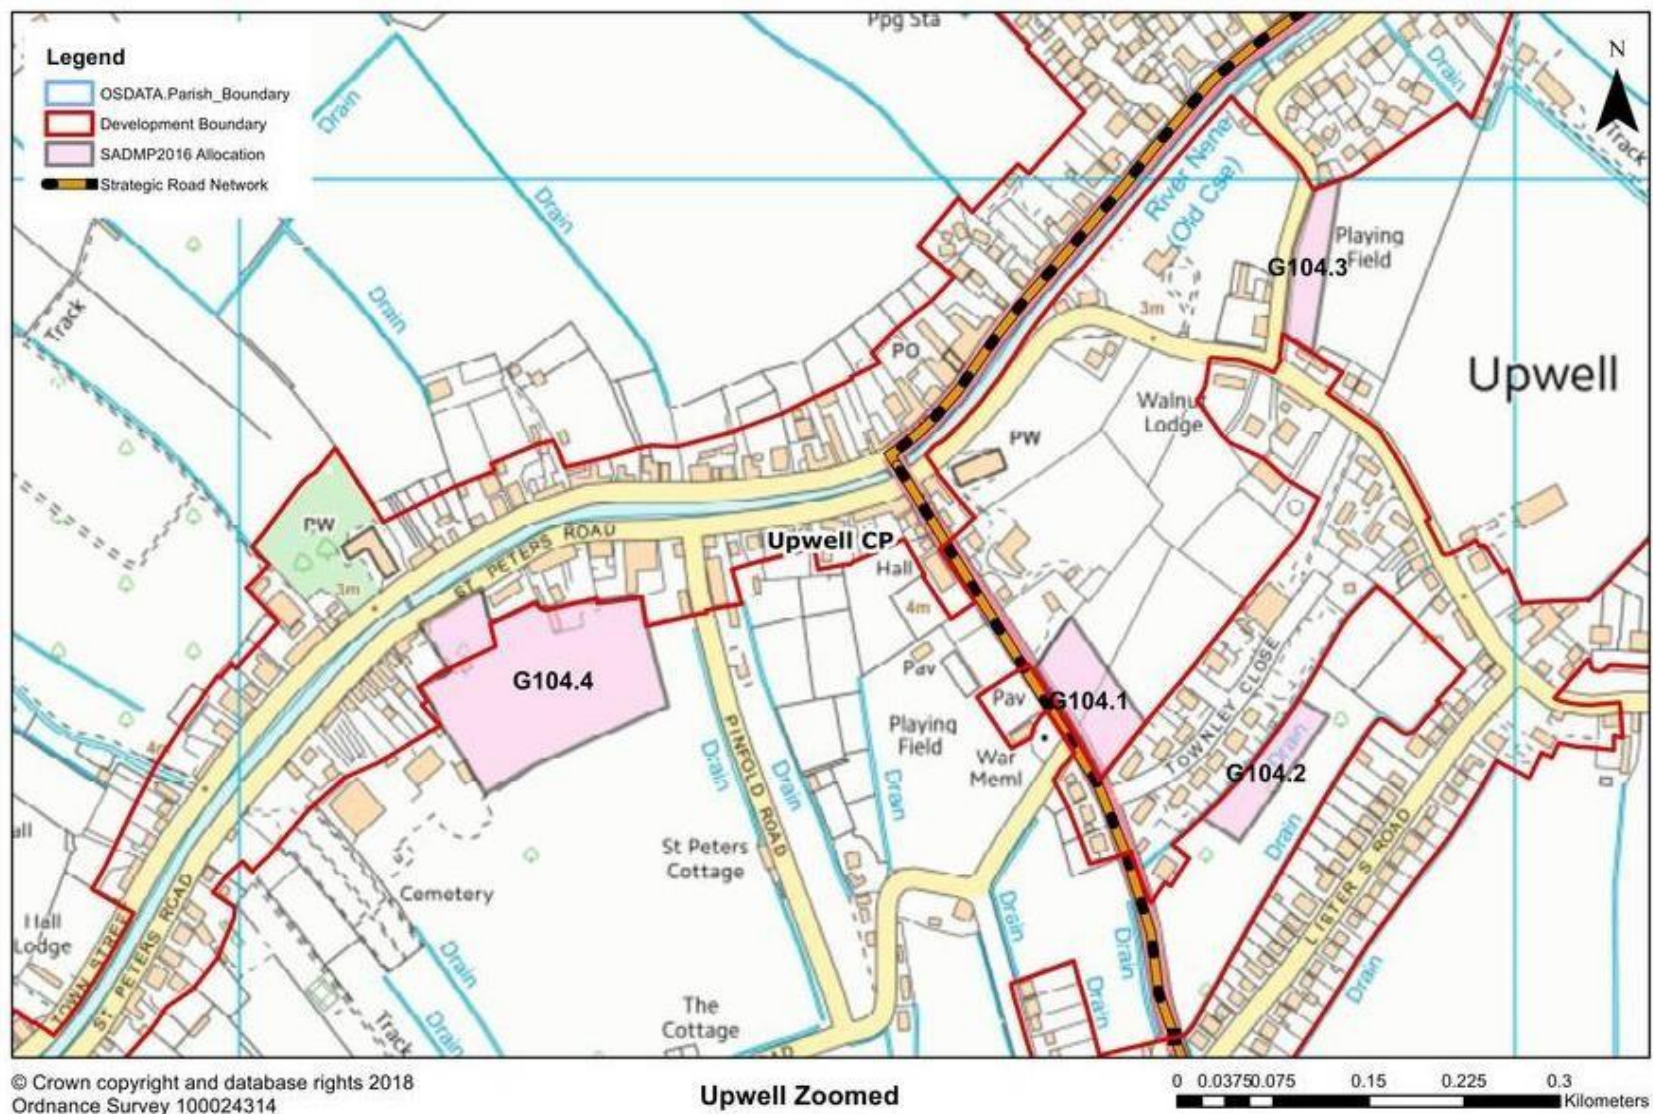 Legend
OSDATA.Parish_Boundary
Development Boundary
SADMP2016 Allocation
Strategic Road Network
Ppg Sta
N
Drain
Drain
Track
Drain
River Nene
(Old Cse)
Playing
Field
G104.3
Drain
Track
3m
PO
Upwell
Walnut
Lodge
PW
PW
ST. PETERS ROAD
Upwell CP
Hall
3m
4m
G104.4
Pav
Pav
G104.1
TOWNLEY CLOSE
Playing
Field
War
Meml
G104.2
Drain
PINFOLD ROAD
Drain
Drain
Drain
Drain
LISTER S ROAD
St Peters
Cottage
Cemetery
Hall
Lodge
TOWN STREET
ST PETERS ROAD
Drain
Drain
Drain
Drain
Drain
Drain
Track
The
Cottage
© Crown copyright and database rights 2018
Ordnance Survey 100024314
Upwell Zoomed
0 0.0375 0.075 0.15 0.225 0.3
Kilometers